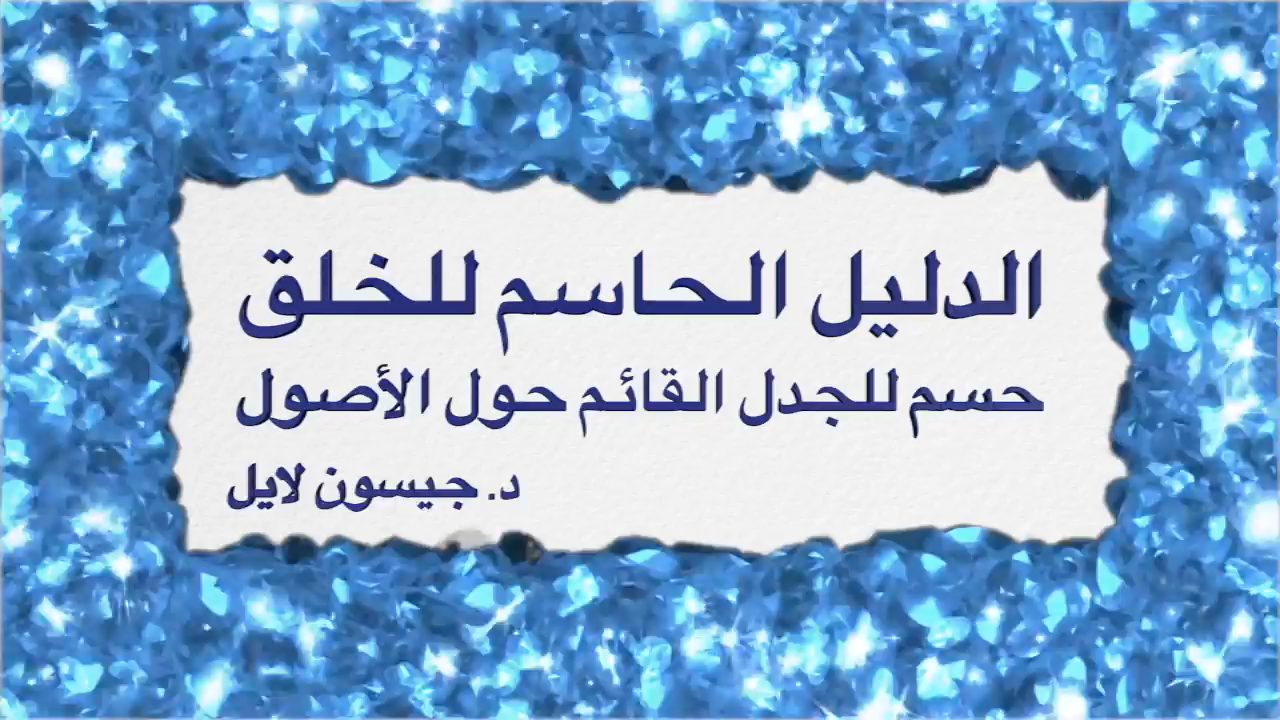 الدليل الحاسم للخلق
حسم للجدل القائم حول الأصول
د. جيسون لايل